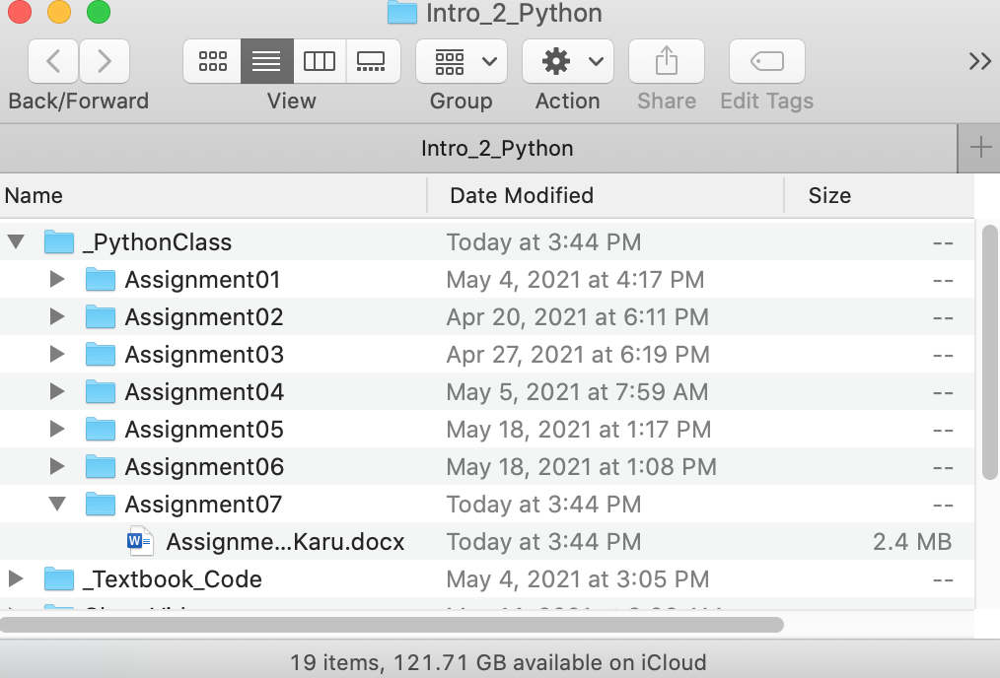 Intro_2_Python
Back/Forward View Group Action Share Edit Tags
Intro_2_Python
Name Date Modified Size
_PythonClass Today at 3:44 PM --
Assignment01 May 4, 2021 at 4:17 PM --
Assignment02 Apr 20, 2021 at 6:11 PM --
Assignment03 Apr 27, 2021 at 6:19 PM --
Assignment04 May 5, 2021 at 7:59 AM --
Assignment05 May 18, 2021 at 1:17 PM --
Assignment06 May 18, 2021 at 1:08 PM --
Assignment07 Today at 3:44 PM --
Assignme...Karu.docx Today at 3:44 PM 2.4 MB
_Textbook_Code May 4, 2021 at 3:05 PM --
19 items, 121.71 GB available on iCloud